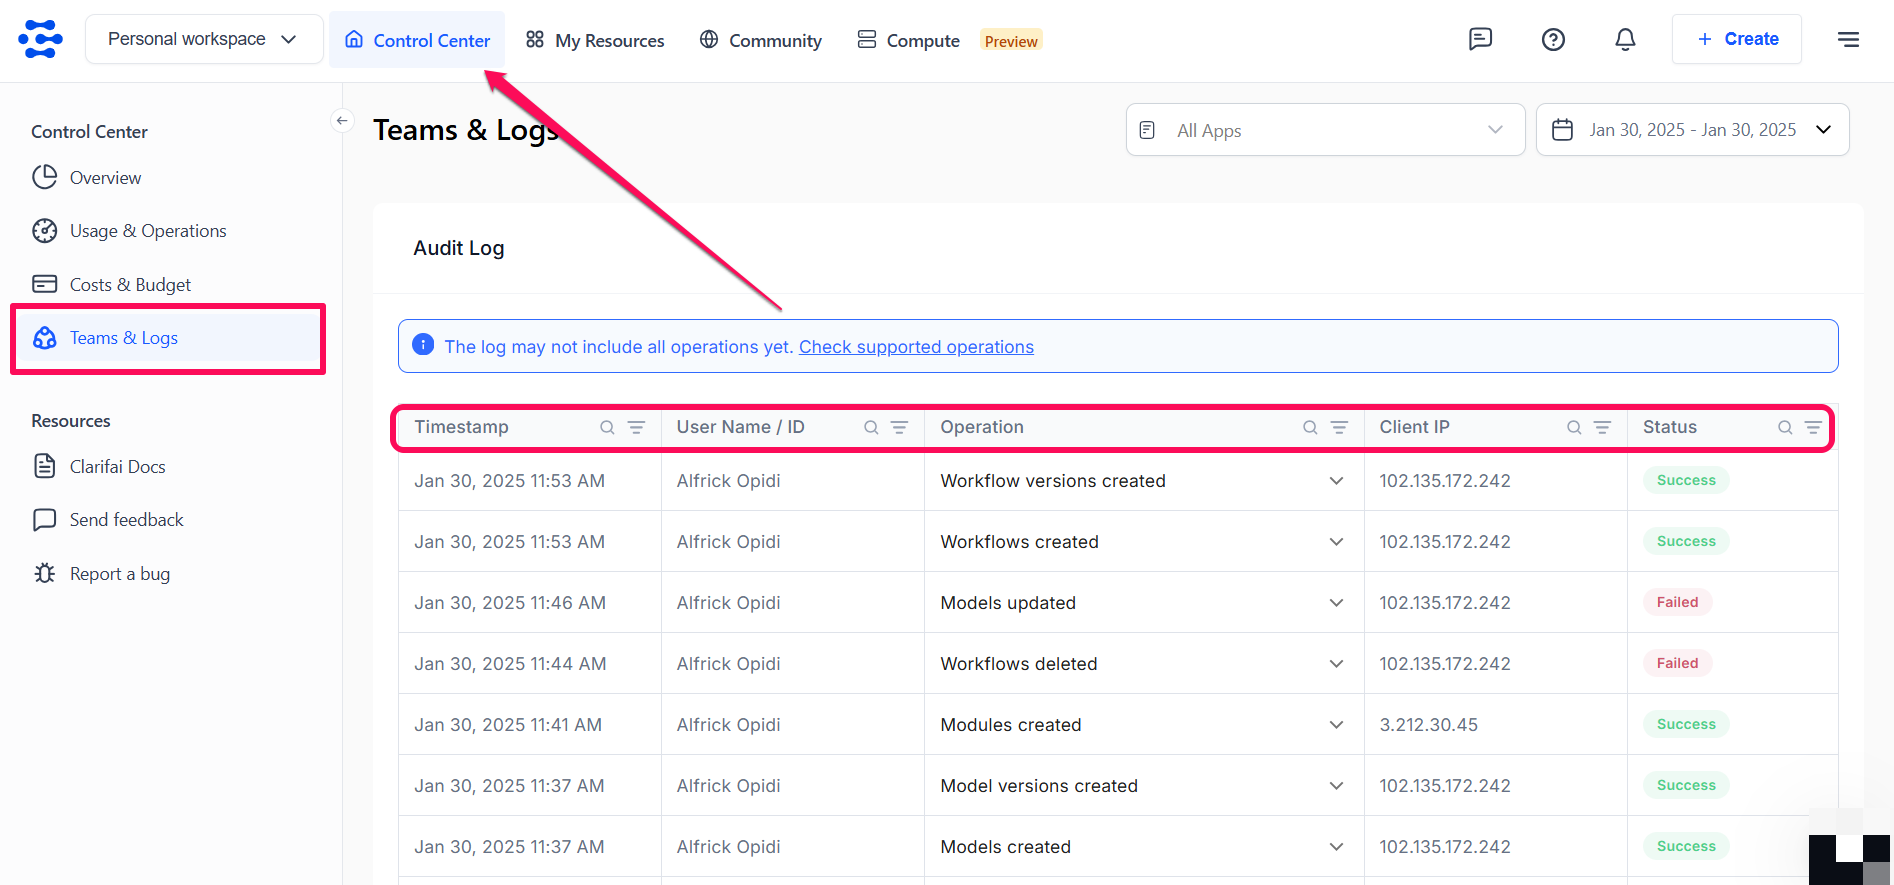 Personal workspace
Control Center
My Resources
Community
Compute
Preview
+ Create
Control Center
Overview
Usage & Operations
Costs & Budget
Teams & Logs
Resources
Clarifai Docs
Send feedback
Report a bug
Teams & Logs
All Apps
Jan 30, 2025 - Jan 30, 2025
Audit Log
The log may not include all operations yet. Check supported operations
Timestamp User Name / ID Operation Client IP Status
Jan 30, 2025 11:53 AM Alfrick Opidi Workflow versions created 102.135.172.242 Success
Jan 30, 2025 11:53 AM Alfrick Opidi Workflows created 102.135.172.242 Success
Jan 30, 2025 11:46 AM Alfrick Opidi Models updated 102.135.172.242 Failed
Jan 30, 2025 11:44 AM Alfrick Opidi Workflows deleted 102.135.172.242 Failed
Jan 30, 2025 11:41 AM Alfrick Opidi Modules created 3.212.30.45 Success
Jan 30, 2025 11:37 AM Alfrick Opidi Model versions created 102.135.172.242 Success
Jan 30, 2025 11:37 AM Alfrick Opidi Models created 102.135.172.242 Success